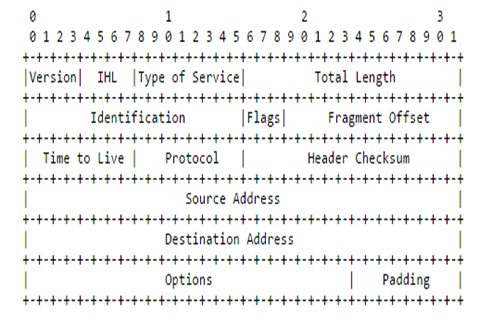 0                   1                   2                   3
0 1 2 3 4 5 6 7 8 9 0 1 2 3 4 5 6 7 8 9 0 1 2 3 4 5 6 7 8 9 0 1
+-+-+-+-+-+-+-+-+-+-+-+-+-+-+-+-+-+-+-+-+-+-+-+-+-+-+-+-+-+-+-+-+
|Version|  IHL  |Type of Service|          Total Length         |
+-+-+-+-+-+-+-+-+-+-+-+-+-+-+-+-+-+-+-+-+-+-+-+-+-+-+-+-+-+-+-+-+
|         Identification        |Flags|      Fragment Offset    |
+-+-+-+-+-+-+-+-+-+-+-+-+-+-+-+-+-+-+-+-+-+-+-+-+-+-+-+-+-+-+-+-+
|  Time to Live |    Protocol   |         Header Checksum       |
+-+-+-+-+-+-+-+-+-+-+-+-+-+-+-+-+-+-+-+-+-+-+-+-+-+-+-+-+-+-+-+-+
|                       Source Address                          |
+-+-+-+-+-+-+-+-+-+-+-+-+-+-+-+-+-+-+-+-+-+-+-+-+-+-+-+-+-+-+-+-+
|                    Destination Address                        |
+-+-+-+-+-+-+-+-+-+-+-+-+-+-+-+-+-+-+-+-+-+-+-+-+-+-+-+-+-+-+-+-+
|                    Options                    |    Padding    |
+-+-+-+-+-+-+-+-+-+-+-+-+-+-+-+-+-+-+-+-+-+-+-+-+-+-+-+-+-+-+-+-+